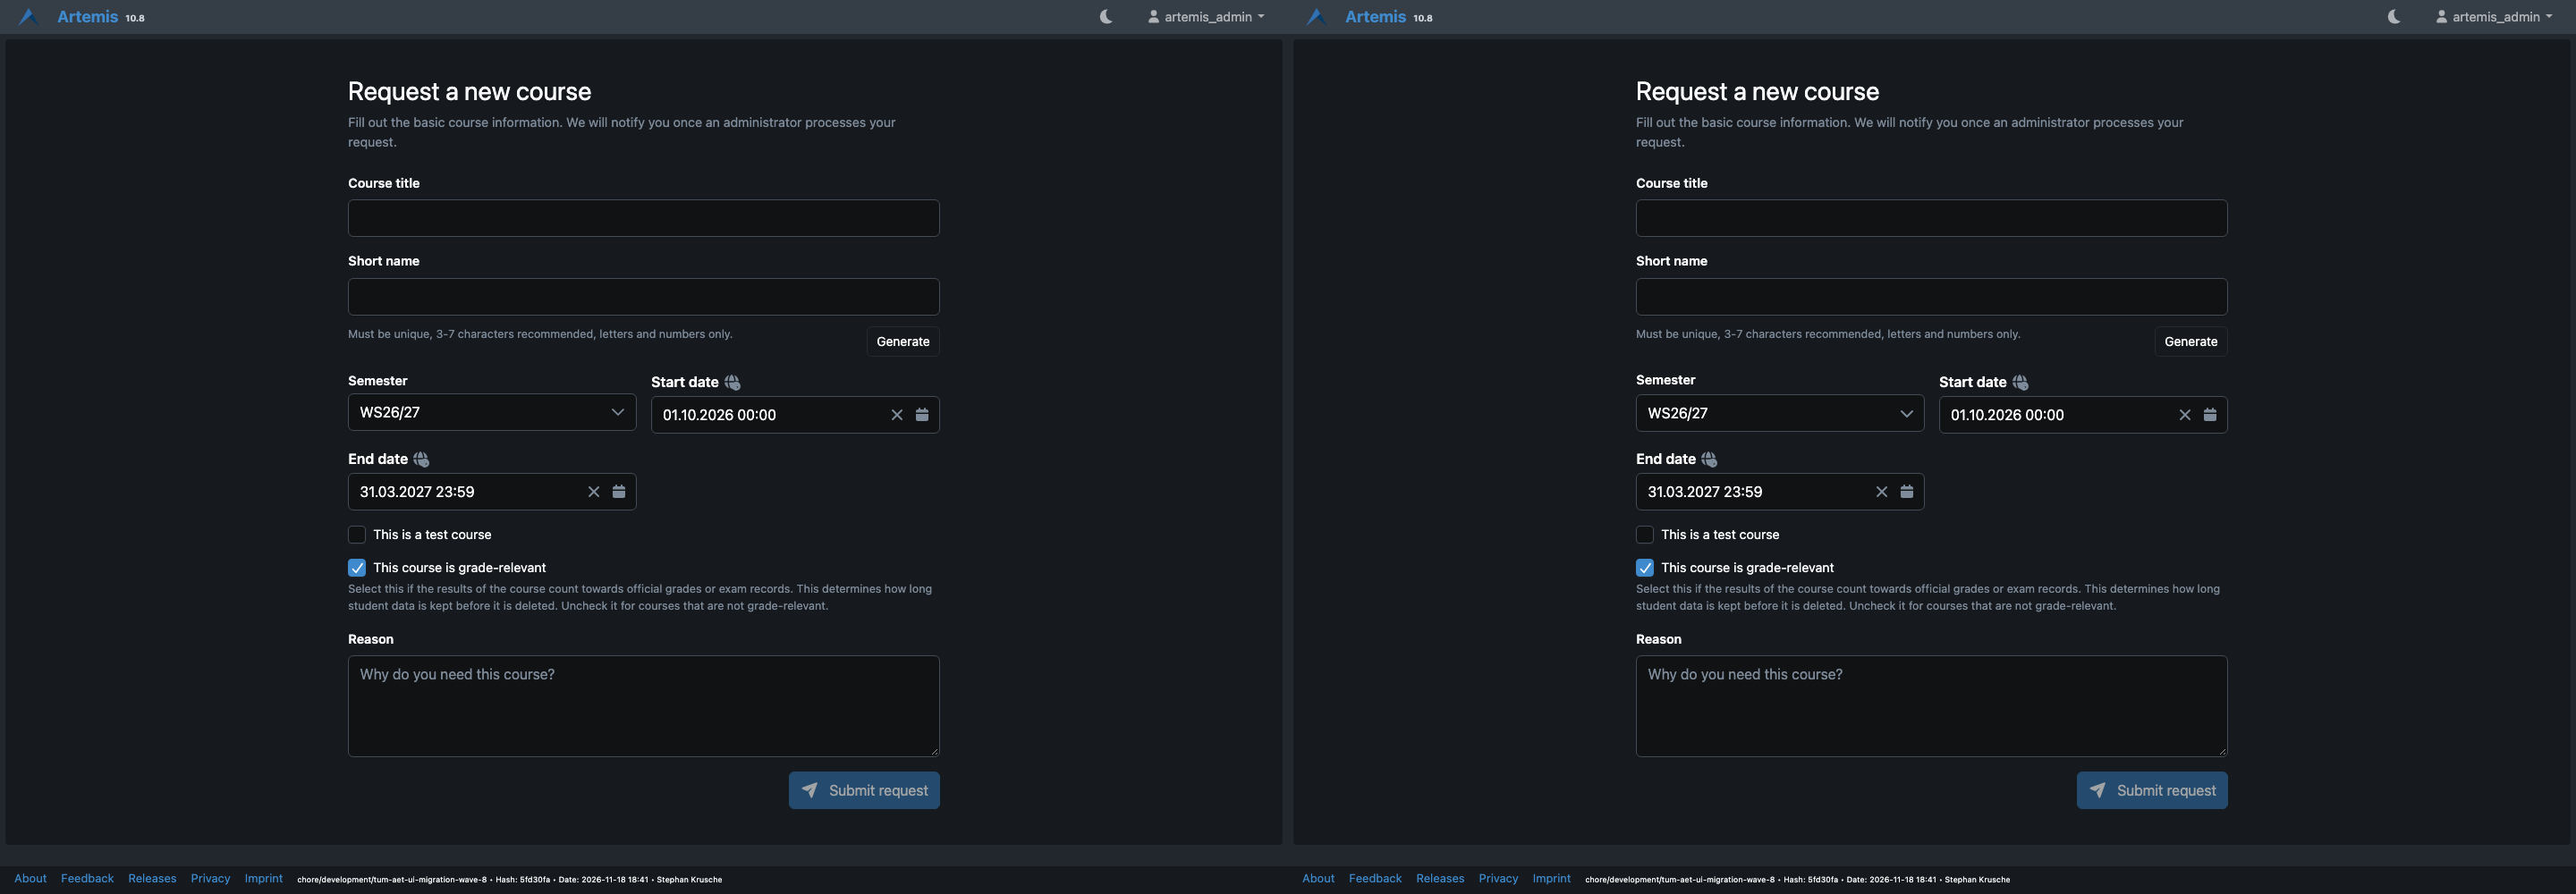 Artemis 10.8
artemis_admin
Request a new course
Fill out the basic course information. We will notify you once an administrator processes your
request.
Course title
Short name
Must be unique, 3-7 characters recommended, letters and numbers only.
Generate
Semester
Start date
WS26/27
01.10.2026 00:00
End date
31.03.2027 23:59
This is a test course
This course is grade-relevant
Select this if the results of the course count towards official grades or exam records. This determines how long
student data is kept before it is deleted. Uncheck it for courses that are not grade-relevant.
Reason
Why do you need this course?
Submit request
About Feedback Releases Privacy Imprint chore/development/tum-aet-ui-migration-wave-8 • Hash: 5fd30fa • Date: 2026-11-18 18:41 • Stephan Krusche
Artemis 10.8
artemis_admin
Request a new course
Fill out the basic course information. We will notify you once an administrator processes your
request.
Course title
Short name
Must be unique, 3-7 characters recommended, letters and numbers only.
Generate
Semester
Start date
WS26/27
01.10.2026 00:00
End date
31.03.2027 23:59
This is a test course
This course is grade-relevant
Select this if the results of the course count towards official grades or exam records. This determines how long
student data is kept before it is deleted. Uncheck it for courses that are not grade-relevant.
Reason
Why do you need this course?
Submit request
About Feedback Releases Privacy Imprint chore/development/tum-aet-ui-migration-wave-8 • Hash: 5fd30fa • Date: 2026-11-18 18:41 • Stephan Krusche